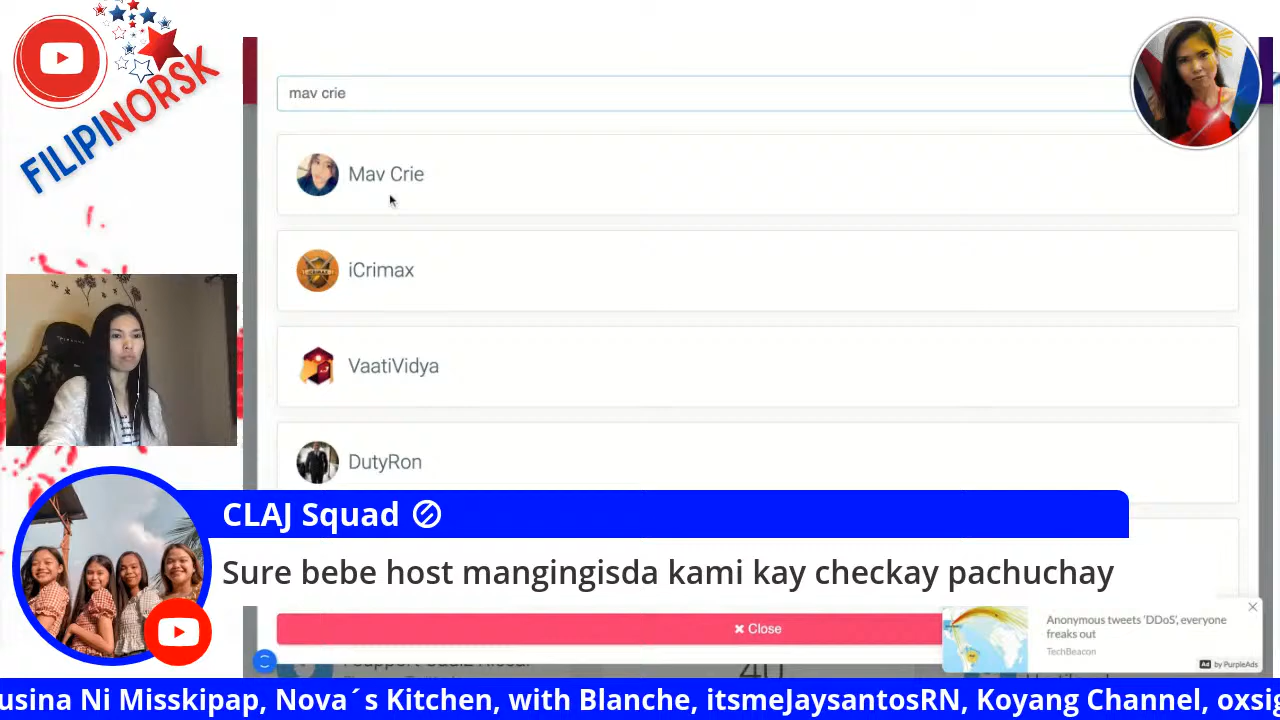 FILIPINORSK
mav crie
Mav Crie
iCrimax
VaatiVidya
DutyRon
CLAJ Squad
Sure bebe host mangingisda kami kay checkay pachuchay
✖ Close
Anonymous tweets 'DDoS', everyone
freaks out
TechBeacon
Ad by PurpleAds
40
usina Ni Misskipap, Nova´s Kitchen, with Blanche, itsmeJaysantosRN, Koyang Channel, oxsig